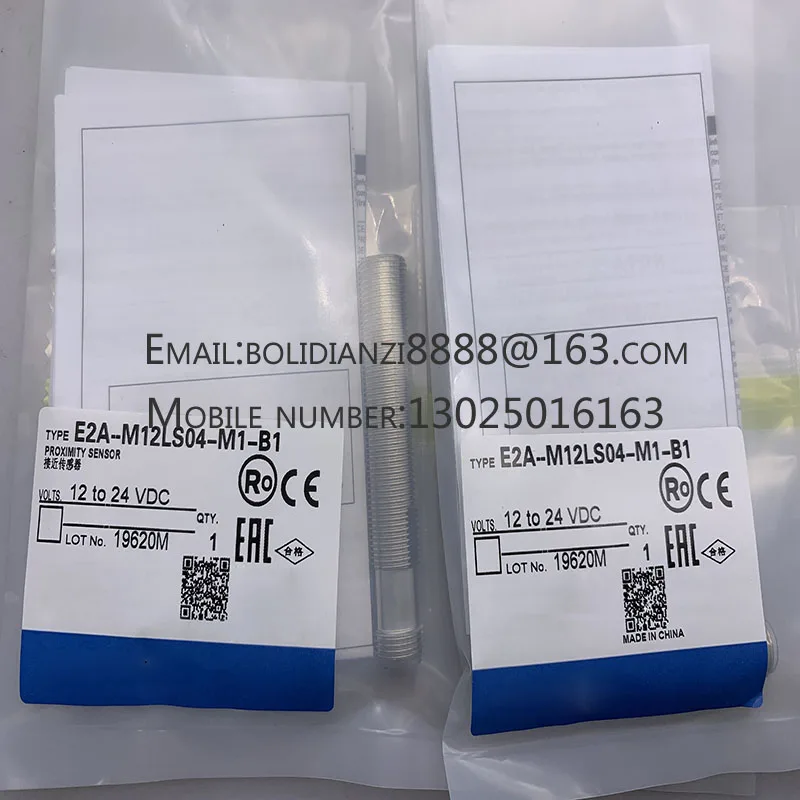 EMAIL:BOLIDIANZI8888@163.COM
MOBILE NUMBER:13025016163
TYPE E2A-M12LS04-M1-B1
PROXIMITY SENSOR
接近传感器
VOLTS. 12 to 24 VDC
QTY.
LOT No. 19620M 1
RoCE
EAC
合格
TYPE E2A-M12LS04-M1-B1
VOLTS. 12 to 24 VDC
QTY.
LOT No. 19620M 1
Ro
EAC
合格
MADE IN CHINA